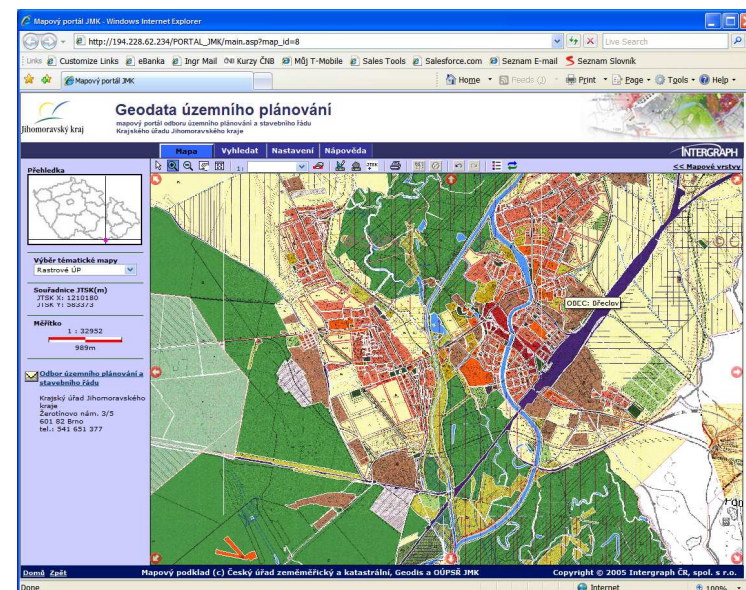 Mapový portál JMK - Windows Internet Explorer
http://194.228.62.234/PORTAL_JMK/main.asp?map_id=8
Live Search
Links Customize Links eBanka Ingr Mail Kurzy ČNB Můj T-Mobile Sales Tools Salesforce.com Seznam E-mail Seznam Slovník
Mapový portál JMK
Home Feeds Print Page Tools Help
Jihomoravský kraj
Geodata územního plánování
mapový portál odboru územního plánování a stavebního řádu
Krajského úřadu Jihomoravského kraje
Mapa Vyhledat Nastavení Nápověda
INTERGRAPH
1:
<< Mapové vrstvy
Přehledka
Výběr tématické mapy
Rastrové ÚP
Souřadnice JTSK(m)
JTSK X: 1210180
JTSK Y: 583373
Měřítko
1 : 32952
989m
OBEC: Břeclav
Odbor územního plánování a
stavebního řádu
Krajský úřad Jihomoravského
kraje
Žerotínovo nám. 3/5
601 82 Brno
tel.: 541 651 377
Domů Zpět
Mapový podklad (c) Český úřad zeměměřický a katastrální, Geodis a OÚPSŘ JMK
Copyright © 2005 Intergraph ČR, spol. s r.o.
Done
Internet
100%